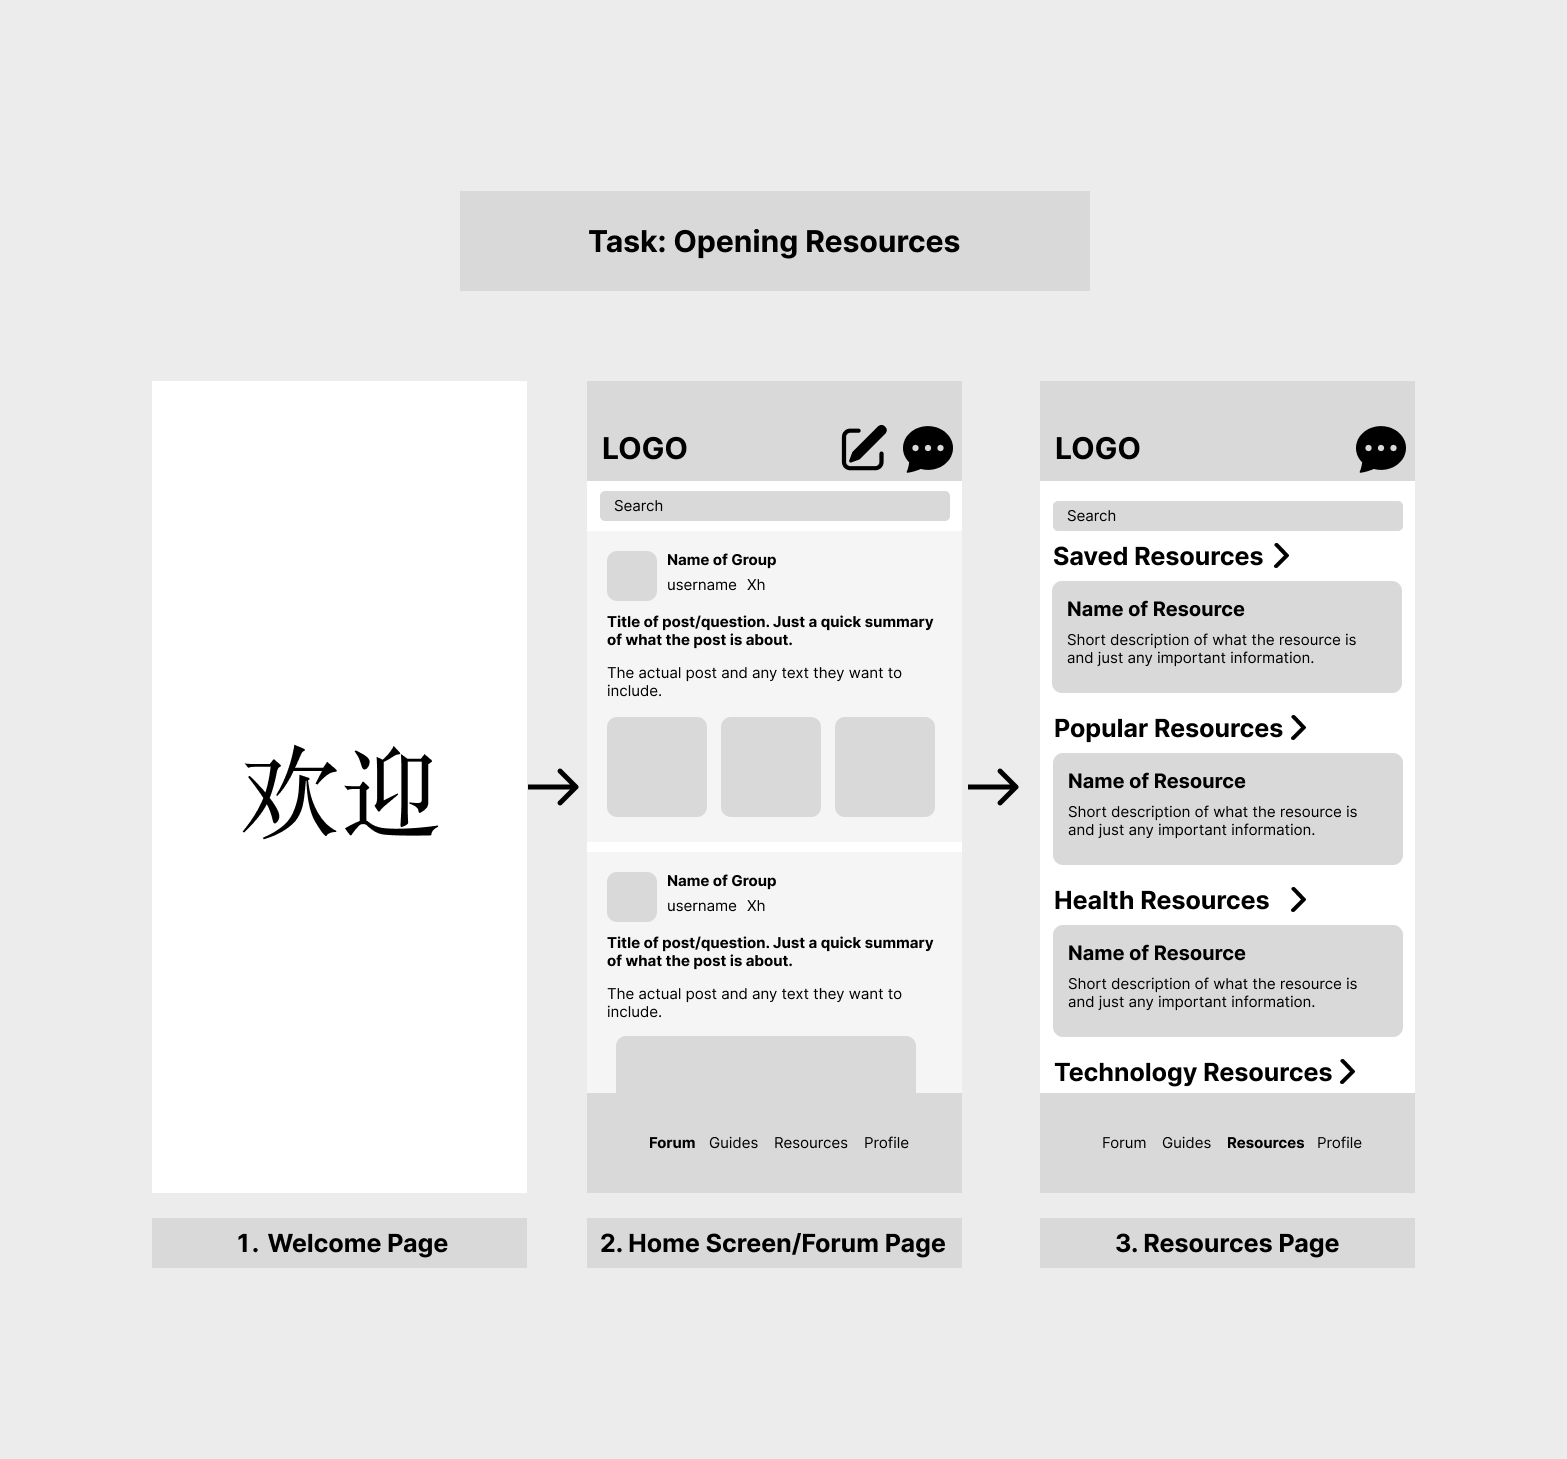 Task: Opening Resources
欢迎
1. Welcome Page
LOGO
Search
Name of Group
username Xh
Title of post/question. Just a quick summary
of what the post is about.
The actual post and any text they want to
include.
Name of Group
username Xh
Title of post/question. Just a quick summary
of what the post is about.
The actual post and any text they want to
include.
Forum Guides Resources Profile
2. Home Screen/Forum Page
LOGO
Search
Saved Resources
Name of Resource
Short description of what the resource is
and just any important information.
Popular Resources
Name of Resource
Short description of what the resource is
and just any important information.
Health Resources
Name of Resource
Short description of what the resource is
and just any important information.
Technology Resources
Forum Guides Resources Profile
3. Resources Page